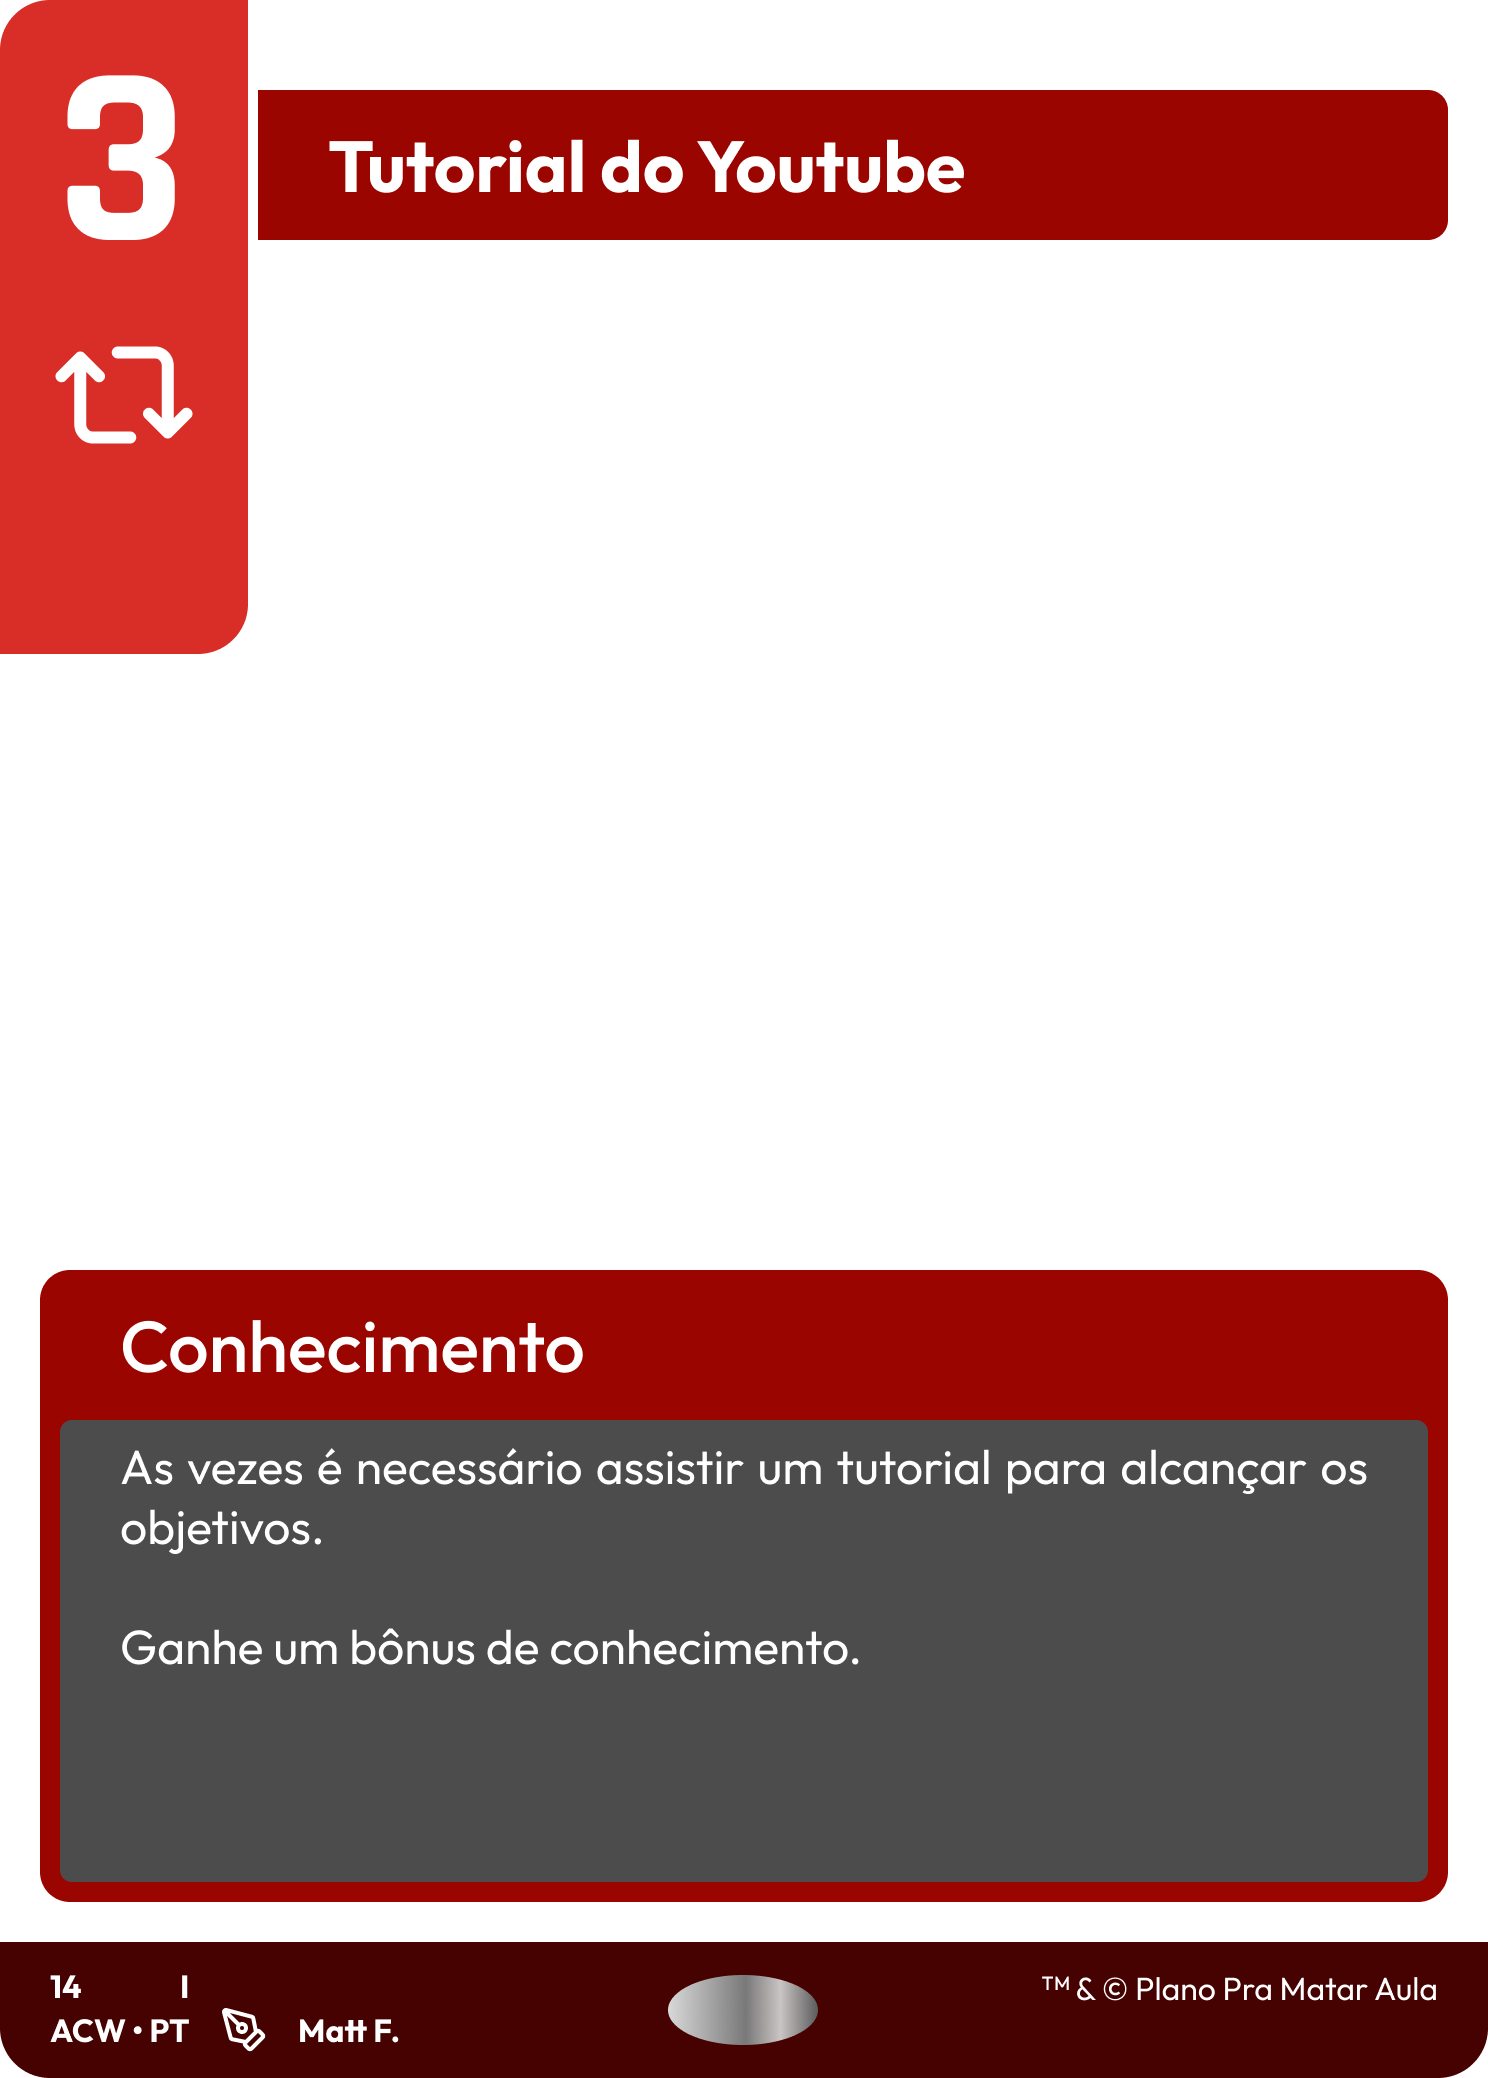 3
Tutorial do Youtube
Conhecimento
As vezes é necessário assistir um tutorial para alcançar os
objetivos.
Ganhe um bônus de conhecimento.
14 I
ACW • PT Matt F.
™ & © Plano Pra Matar Aula